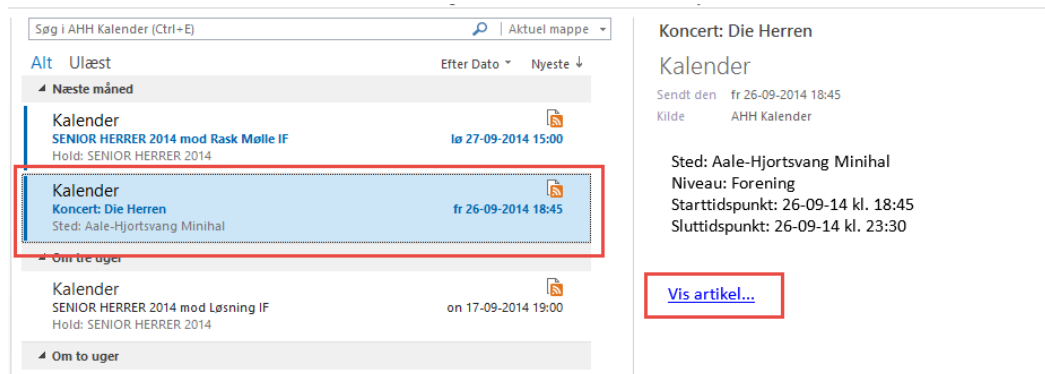 Søg i AHH Kalender (Ctrl+E)
Aktuel mappe
Alt Ulæst
Efter Dato Nyeste
Næste måned
Kalender
SENIOR HERRER 2014 mod Rask Mølle IF
lø 27-09-2014 15:00
Hold: SENIOR HERRER 2014
Kalender
Koncert: Die Herren
fr 26-09-2014 18:45
Sted: Aale-Hjortsvang Minihal
Om tre uger
Kalender
SENIOR HERRER 2014 mod Løsning IF
on 17-09-2014 19:00
Hold: SENIOR HERRER 2014
Om to uger
Koncert: Die Herren
Kalender
Sendt den fr 26-09-2014 18:45
Kilde AHH Kalender
Sted: Aale-Hjortsvang Minihal
Niveau: Forening
Starttidspunkt: 26-09-14 kl. 18:45
Sluttidspunkt: 26-09-14 kl. 23:30
Vis artikel...